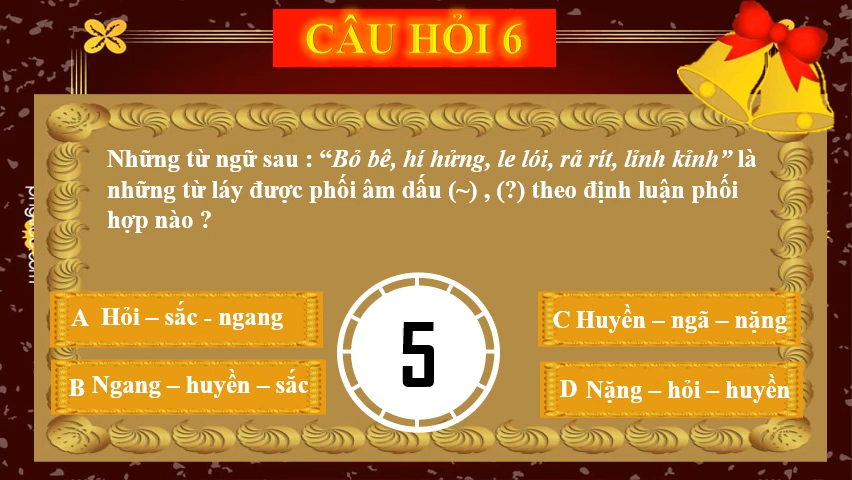 CÂU HỎI 6
Những từ ngữ sau : “Bỏ bê, hí hửng, le lói, rả rít, lỉnh kỉnh” là
những từ láy được phối âm dấu (~) , (?) theo định luận phối
hợp nào ?
A Hỏi – sắc - ngang
B Ngang – huyền – sắc
5
C Huyền – ngã – nặng
D Nặng – hỏi – huyền